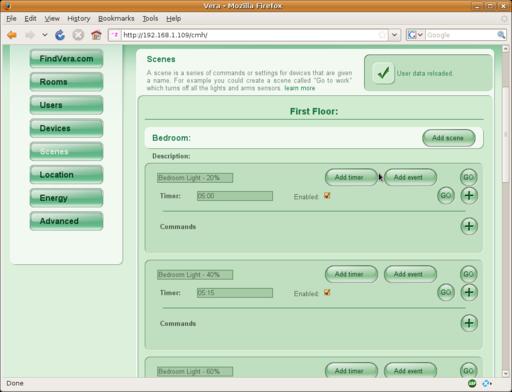 Vera - Mozilla Firefox
File Edit View History Bookmarks Tools Help
http://192.168.1.109/cmh/
Google
FindVera.com
Rooms
Users
Devices
Scenes
Location
Energy
Advanced
Scenes
A scene is a series of commands or settings for devices that are given
a name. For example you could create a scene called "Go to work"
which turns off all the lights and arms sensors. learn more
User data reloaded.
First Floor:
Bedroom:
Add scene
Description:
Bedroom Light - 20%
Add timer
Add event
GO
Timer:
05:00
Enabled:
GO
Commands
Bedroom Light - 40%
Add timer
Add event
GO
Timer:
05:15
Enabled:
GO
Commands
Bedroom Light - 60%
Add timer
Add event
GO
Done